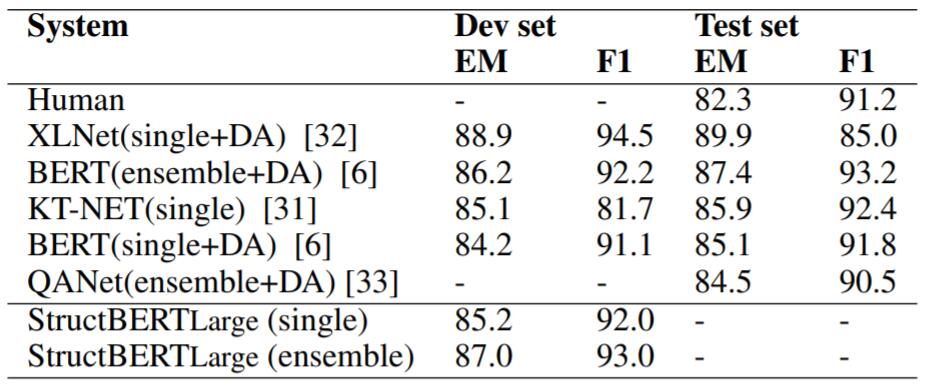 System Dev set Test set
EM F1 EM F1
Human - - 82.3 91.2
XLNet(single+DA) [32] 88.9 94.5 89.9 85.0
BERT(ensemble+DA) [6] 86.2 92.2 87.4 93.2
KT-NET(single) [31] 85.1 81.7 85.9 92.4
BERT(single+DA) [6] 84.2 91.1 85.1 91.8
QANet(ensemble+DA) [33] - - 84.5 90.5
StructBERTLarge (single) 85.2 92.0 - -
StructBERTLarge (ensemble) 87.0 93.0 - -